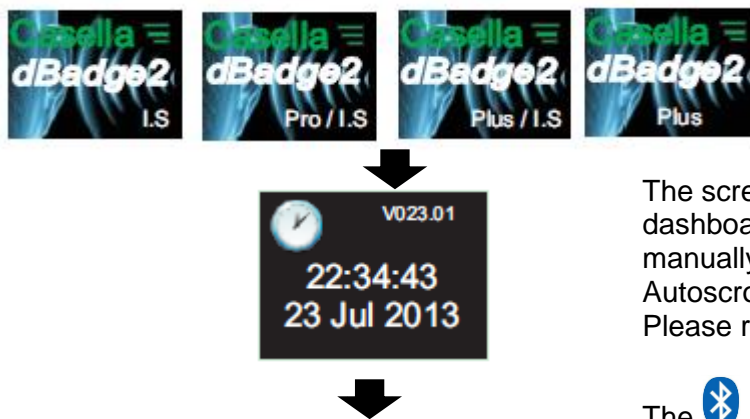 Casella
dBadge2
I.S
Casella
dBadge2
Pro / I.S
Casella
dBadge2
Plus / I.S
Casella
dBadge2
Plus
V023.01
22:34:43
23 Jul 2013
The
dashboa
manually
Autoscro
Please
The